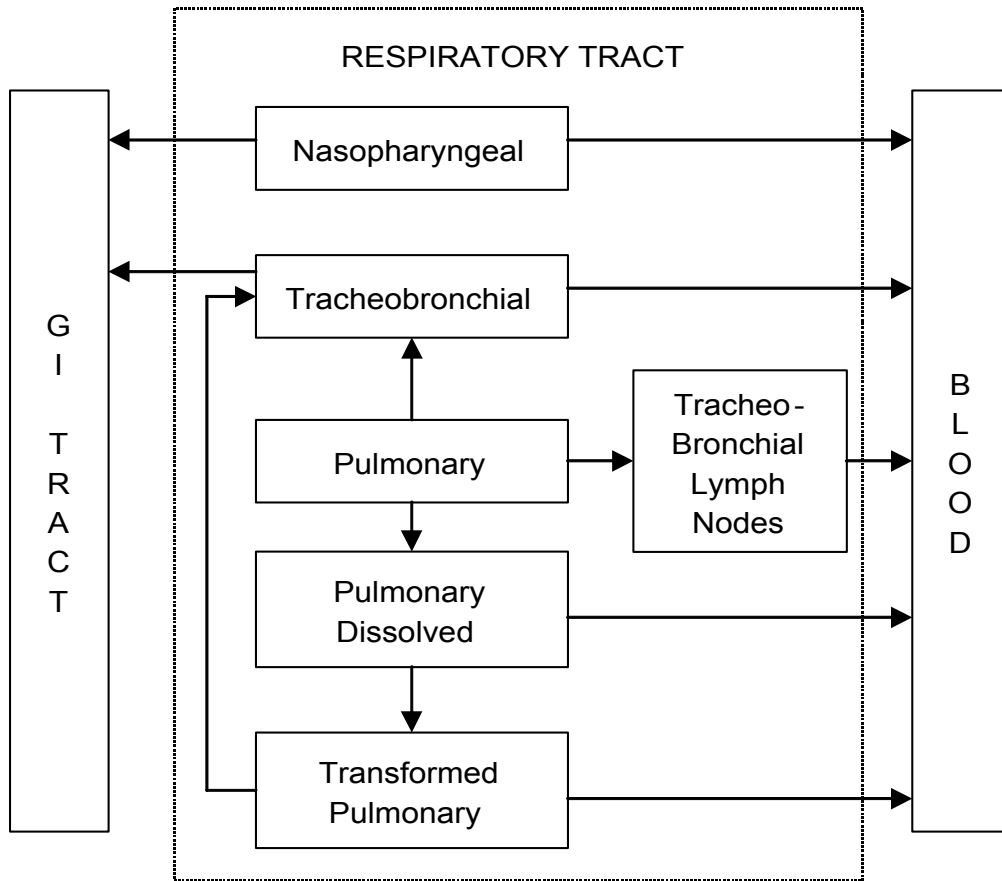 RESPIRATORY TRACT
Nasopharyngeal
Tracheobronchial
Pulmonary
Tracheo-
Bronchial
Lymph
Nodes
Pulmonary
Dissolved
Transformed
Pulmonary
G
I
T
R
A
C
T
B
L
O
O
D